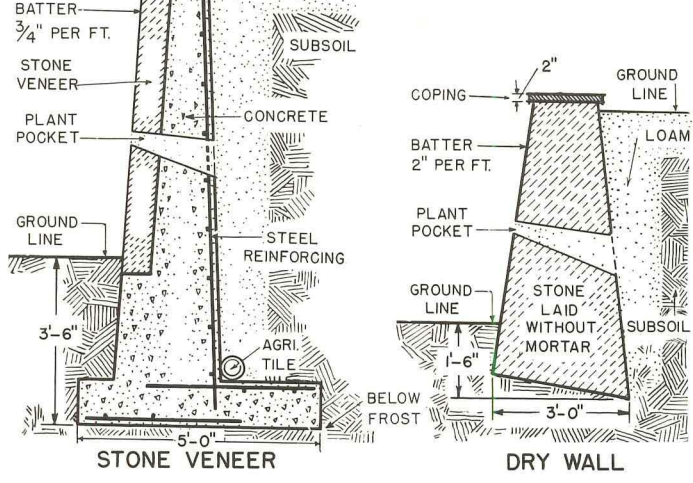 BATTER
3/4" PER FT.
STONE
VENEER
PLANT
POCKET
GROUND
LINE
3'-6"
SUBSOIL
CONCRETE
STEEL
REINFORCING
AGRI.
TILE
BELOW
FROST
5'-0"
STONE VENEER
2"
COPING
GROUND
LINE
LOAM
BATTER
2" PER FT.
PLANT
POCKET
GROUND
LINE
STONE
LAID
WITHOUT
MORTAR
SUBSOIL
1'-6"
3'-0"
DRY WALL